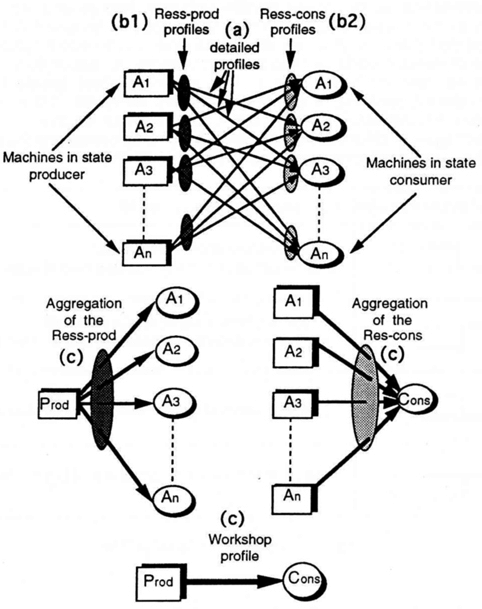 (b1)
Ress-prod
profiles
(a)
detailed
profiles
Ress-cons
profiles
(b2)
A1
A1
A2
A2
Machines in state
producer
A3
A3
Machines in state
consumer
An
An
Aggregation
of the
Ress-prod
(c)
A1
A2
Prod
A3
An
A1
Aggregation
of the
Res-cons
(c)
A2
A3
Cons
An
(c)
Workshop
profile
Prod
Cons